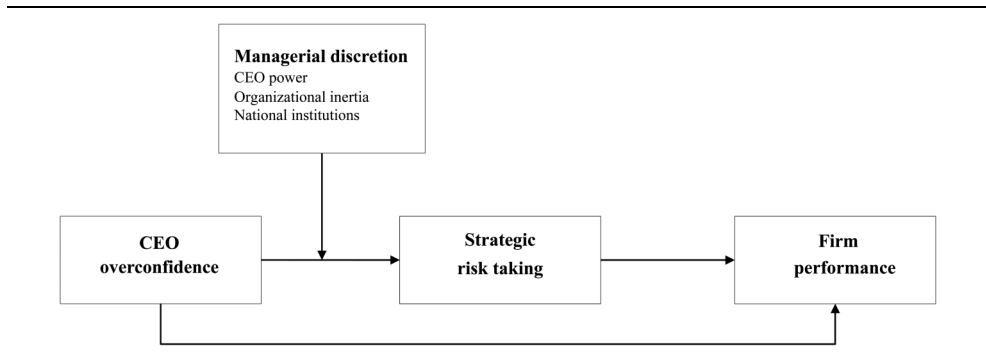 Managerial discretion
CEO power
Organizational inertia
National institutions
CEO
overconfidence
Strategic
risk taking
Firm
performance